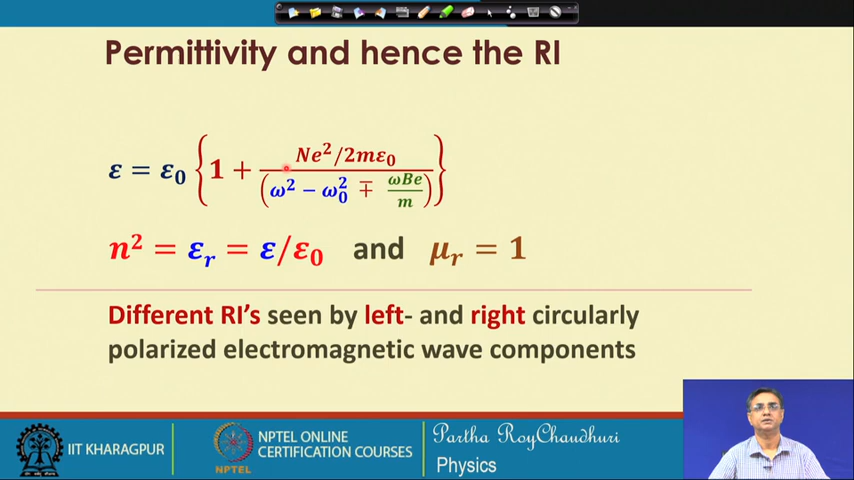 Permittivity and hence the RI
ε = ε₀ {1 + (Ne²/2mε₀) / (ω² − ω₀² ∓ ωBe/m)}
n² = εᵣ = ε/ε₀ and μᵣ = 1
Different RI's seen by left- and right circularly
polarized electromagnetic wave components
IIT KHARAGPUR
NPTEL
NPTEL ONLINE
CERTIFICATION COURSES
Partha RoyChaudhuri
Physics